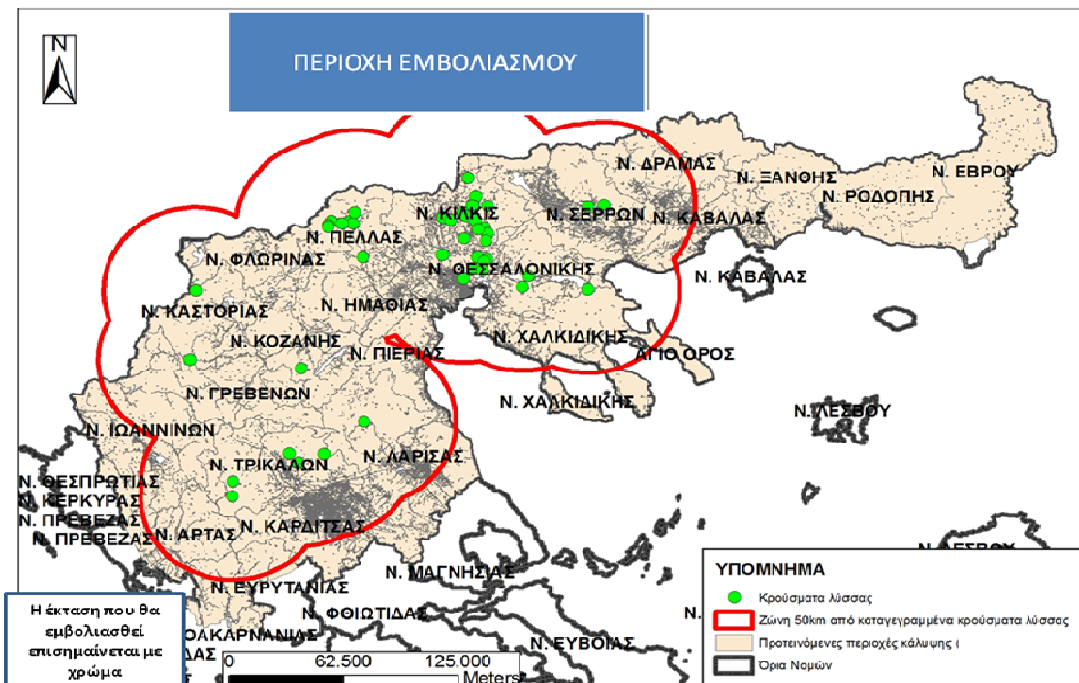 ΠΕΡΙΟΧΗ ΕΜΒΟΛΙΑΣΜΟΥ
N
Ν. ΔΡΑΜΑΣ
Ν. ΞΑΝΘΗΣ
Ν. ΡΟΔΟΠΗΣ
Ν. ΕΒΡΟΥ
Ν. ΚΙΛΚΙΣ
Ν. ΣΕΡΡΩΝ
Ν. ΚΑΒΑΛΑΣ
Ν. ΠΕΛΛΑΣ
Ν. ΦΛΩΡΙΝΑΣ
Ν. ΘΕΣΣΑΛΟΝΙΚΗΣ
Ν. ΚΑΒΑΛΑΣ
Ν. ΗΜΑΘΙΑΣ
Ν. ΚΑΣΤΟΡΙΑΣ
Ν. ΚΟΖΑΝΗΣ
Ν. ΧΑΛΚΙΔΙΚΗΣ
Ν. ΠΙΕΡΙΑΣ
ΑΓΙΟ ΟΡΟΣ
Ν. ΓΡΕΒΕΝΩΝ
Ν. ΧΑΛΚΙΔΙΚΗΣ
Ν. ΛΕΣΒΟΥ
Ν. ΙΩΑΝΝΙΝΩΝ
Ν. ΤΡΙΚΑΛΩΝ
Ν. ΛΑΡΙΣΑΣ
Ν. ΘΕΣΠΡΩΤΙΑΣ
Ν. ΚΕΡΚΥΡΑΣ
Ν. ΠΡΕΒΕΖΑΣ
Ν. ΠΡΕΒΕΖΑΣ
Ν. ΑΡΤΑΣ
Ν. ΚΑΡΔΙΤΣΑΣ
Ν. ΜΑΓΝΗΣΙΑΣ
Ν. ΕΥΡΥΤΑΝΙΑΣ
Ν. ΦΘΙΩΤΙΔΑΣ
Ν. ΕΥΒΟΙΑΣ
Ν.
Η έκταση που θα
εμβολιασθεί
επισημαίνεται με
χρώμα
0 62.500 125.000
Meters
ΥΠΟΜΝΗΜΑ
Κρούσματα λύσσας
Ζώνη 50km από καταγεγραμμένα κρούσματα λύσσας
Προτεινόμενες περιοχές κάλυψης (
Όρια Νομών